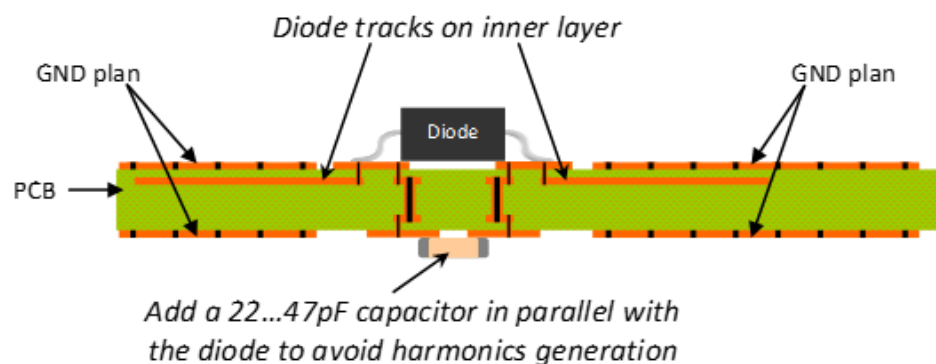 Diode tracks on inner layer
GND plan
GND plan
Diode
PCB
Add a 22...47pF capacitor in parallel with
the diode to avoid harmonics generation